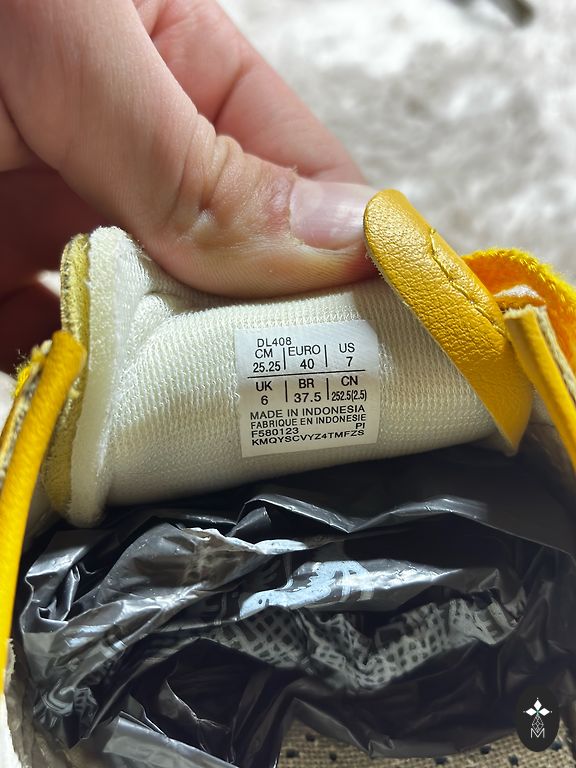 DL408
CM EURO US
25.25 40 7
UK BR CN
6 37.5 252.5(2.5)
MADE IN INDONESIA
FABRIQUE EN INDONESIE
F580123 PI
KMQYSCVYZ4TMFZS
M